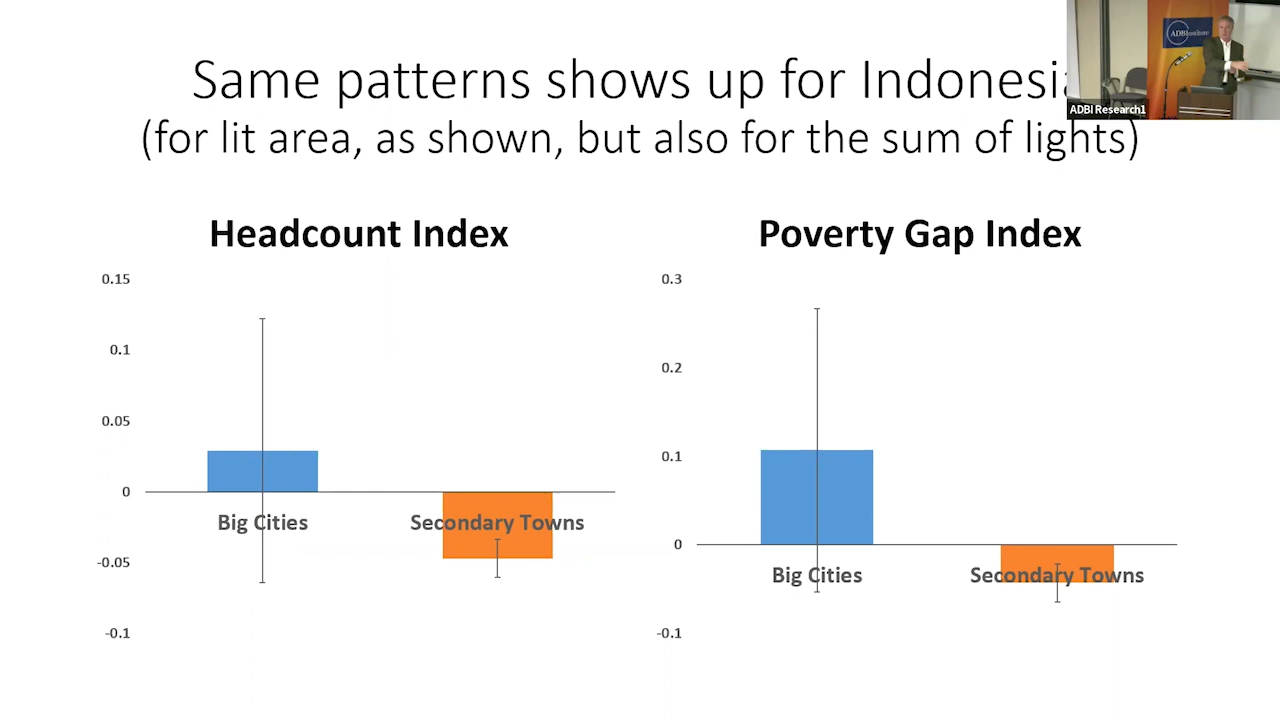 Same patterns shows up for Indonesia
(for lit area, as shown, but also for the sum of lights)
ADBInstitute
ADBI Research1
Headcount Index
0.15
0.1
0.05
0
-0.05
-0.1
Big Cities
Secondary Towns
Poverty Gap Index
0.3
0.2
0.1
0
-0.1
Big Cities
Secondary Towns